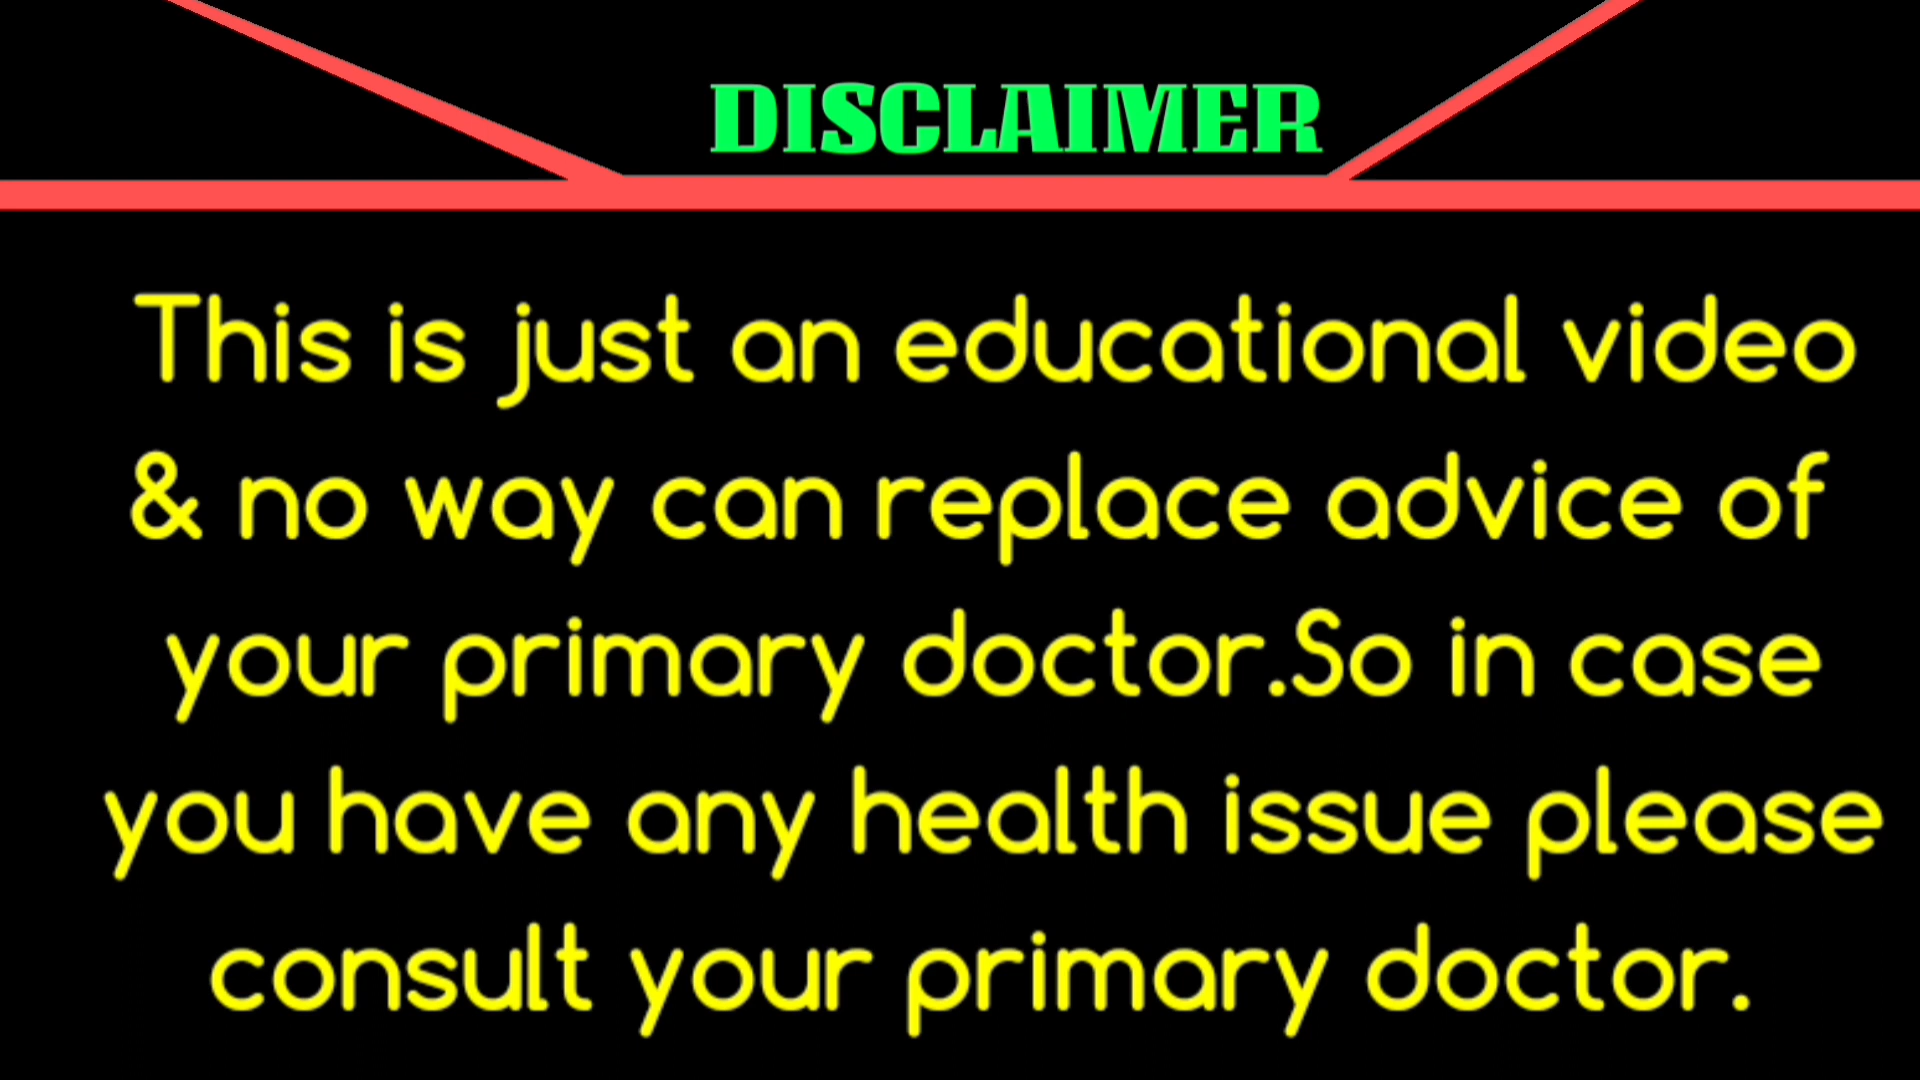 DISCLAIMER
This is just an educational video
& no way can replace advice of
your primary doctor.So in case
you have any health issue please
consult your primary doctor.